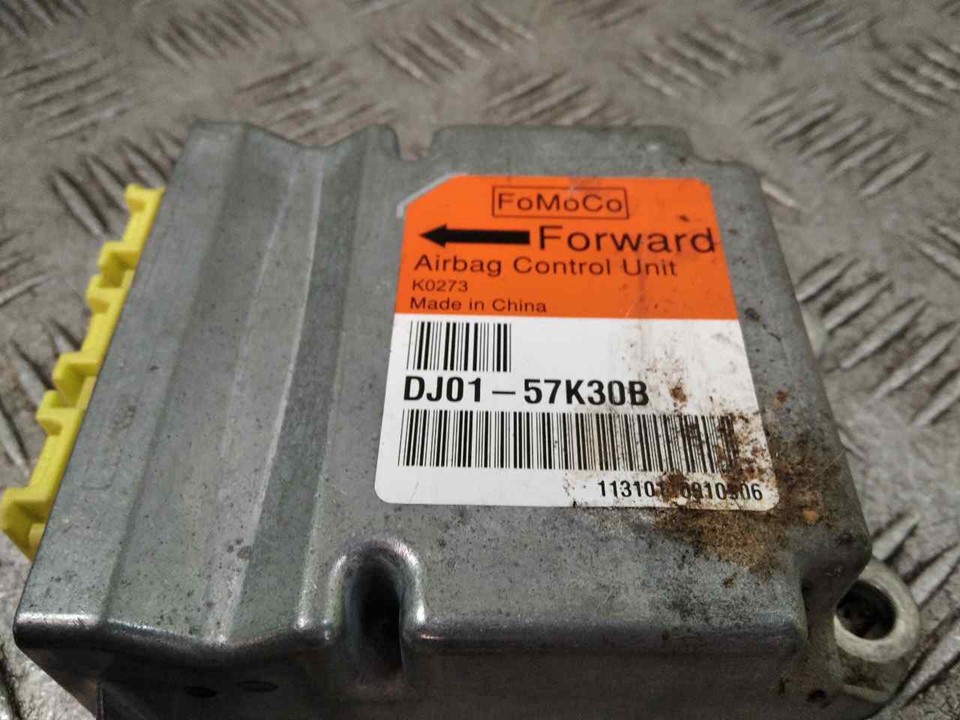 FoMoCo
Forward
Airbag Control Unit
K0273
Made in China
DJ01-57K30B